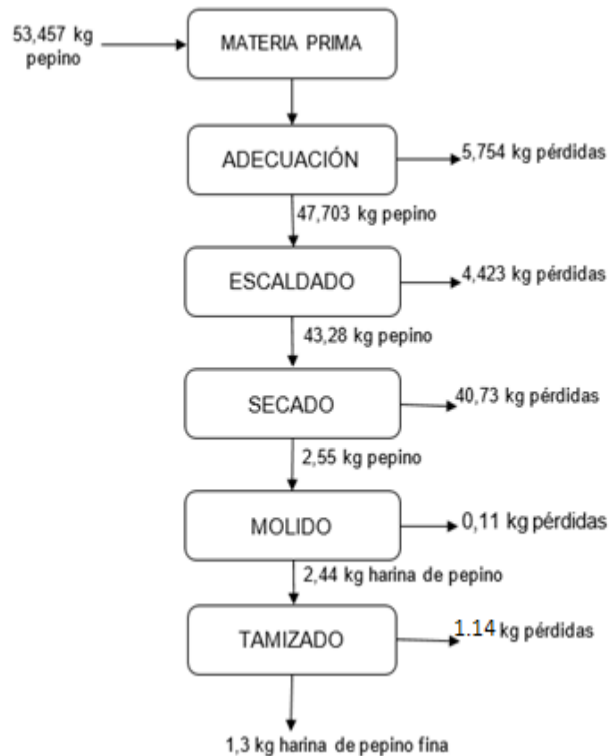 53,457 kg
pepino
MATERIA PRIMA
ADECUACIÓN
5,754 kg pérdidas
47,703 kg pepino
ESCALDADO
4,423 kg pérdidas
43,28 kg pepino
SECADO
40,73 kg pérdidas
2,55 kg pepino
MOLIDO
0,11 kg pérdidas
2,44 kg harina de pepino
TAMIZADO
1.14 kg pérdidas
1,3 kg harina de pepino fina